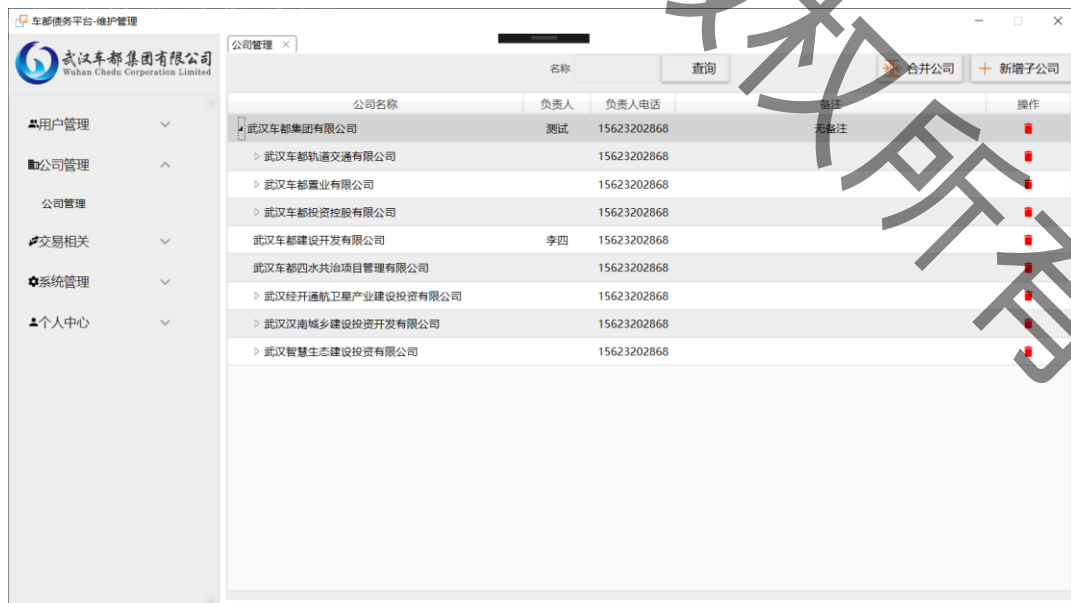 车都债务平台-维护管理
武汉车都集团有限公司
Wuhan Chedu Corporation Limited
公司管理
名称 查询 合并公司 新增子公司
公司名称 负责人 负责人电话 备注 操作
武汉车都集团有限公司 测试 15623202868 无备注
武汉车都轨道交通有限公司 15623202868
武汉车都置业有限公司 15623202868
武汉车都投资控股有限公司 15623202868
武汉车都建设开发有限公司 李四 15623202868
武汉车都四水共治项目管理有限公司 15623202868
武汉经开通航卫星产业建设投资有限公司 15623202868
武汉汉南城乡建设投资开发有限公司 15623202868
武汉智慧生态建设投资有限公司 15623202868
用户管理
公司管理
公司管理
交易相关
系统管理
个人中心
权所有